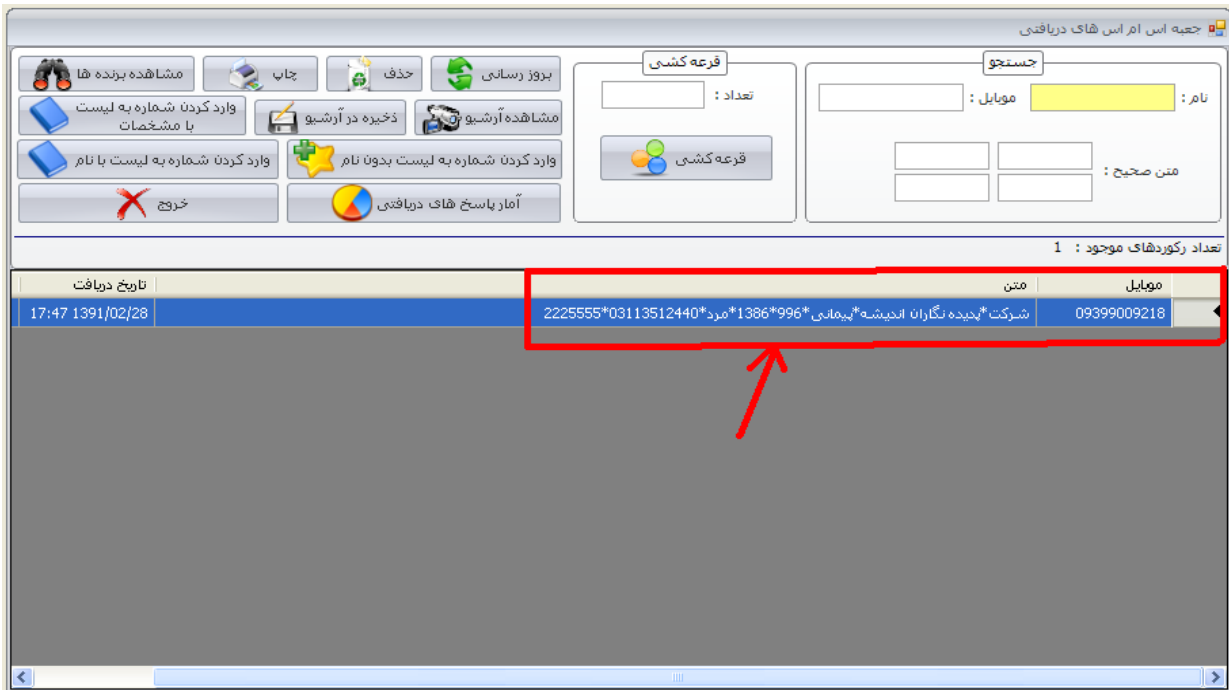 جعبه اس ام اس های دریافتی
جستجو
نام :
موبایل :
متن صحیح :
قرعه کشی
تعداد :
قرعه کشی
بروز رسانی
حذف
چاپ
مشاهده برنده ها
مشاهده آرشیو
ذخیره در آرشیو
وارد کردن شماره به لیست
با مشخصات
وارد کردن شماره به لیست بدون نام
وارد کردن شماره به لیست با نام
آمار پاسخ های دریافتی
خروج
تعداد رکوردهای موجود : 1
موبایل متن تاریخ دریافت
09399009218 شرکت*پدیده نگاران اندیشه*پیمانی*996*1386*مرد*03113512440*2225555 17:47 1391/02/28